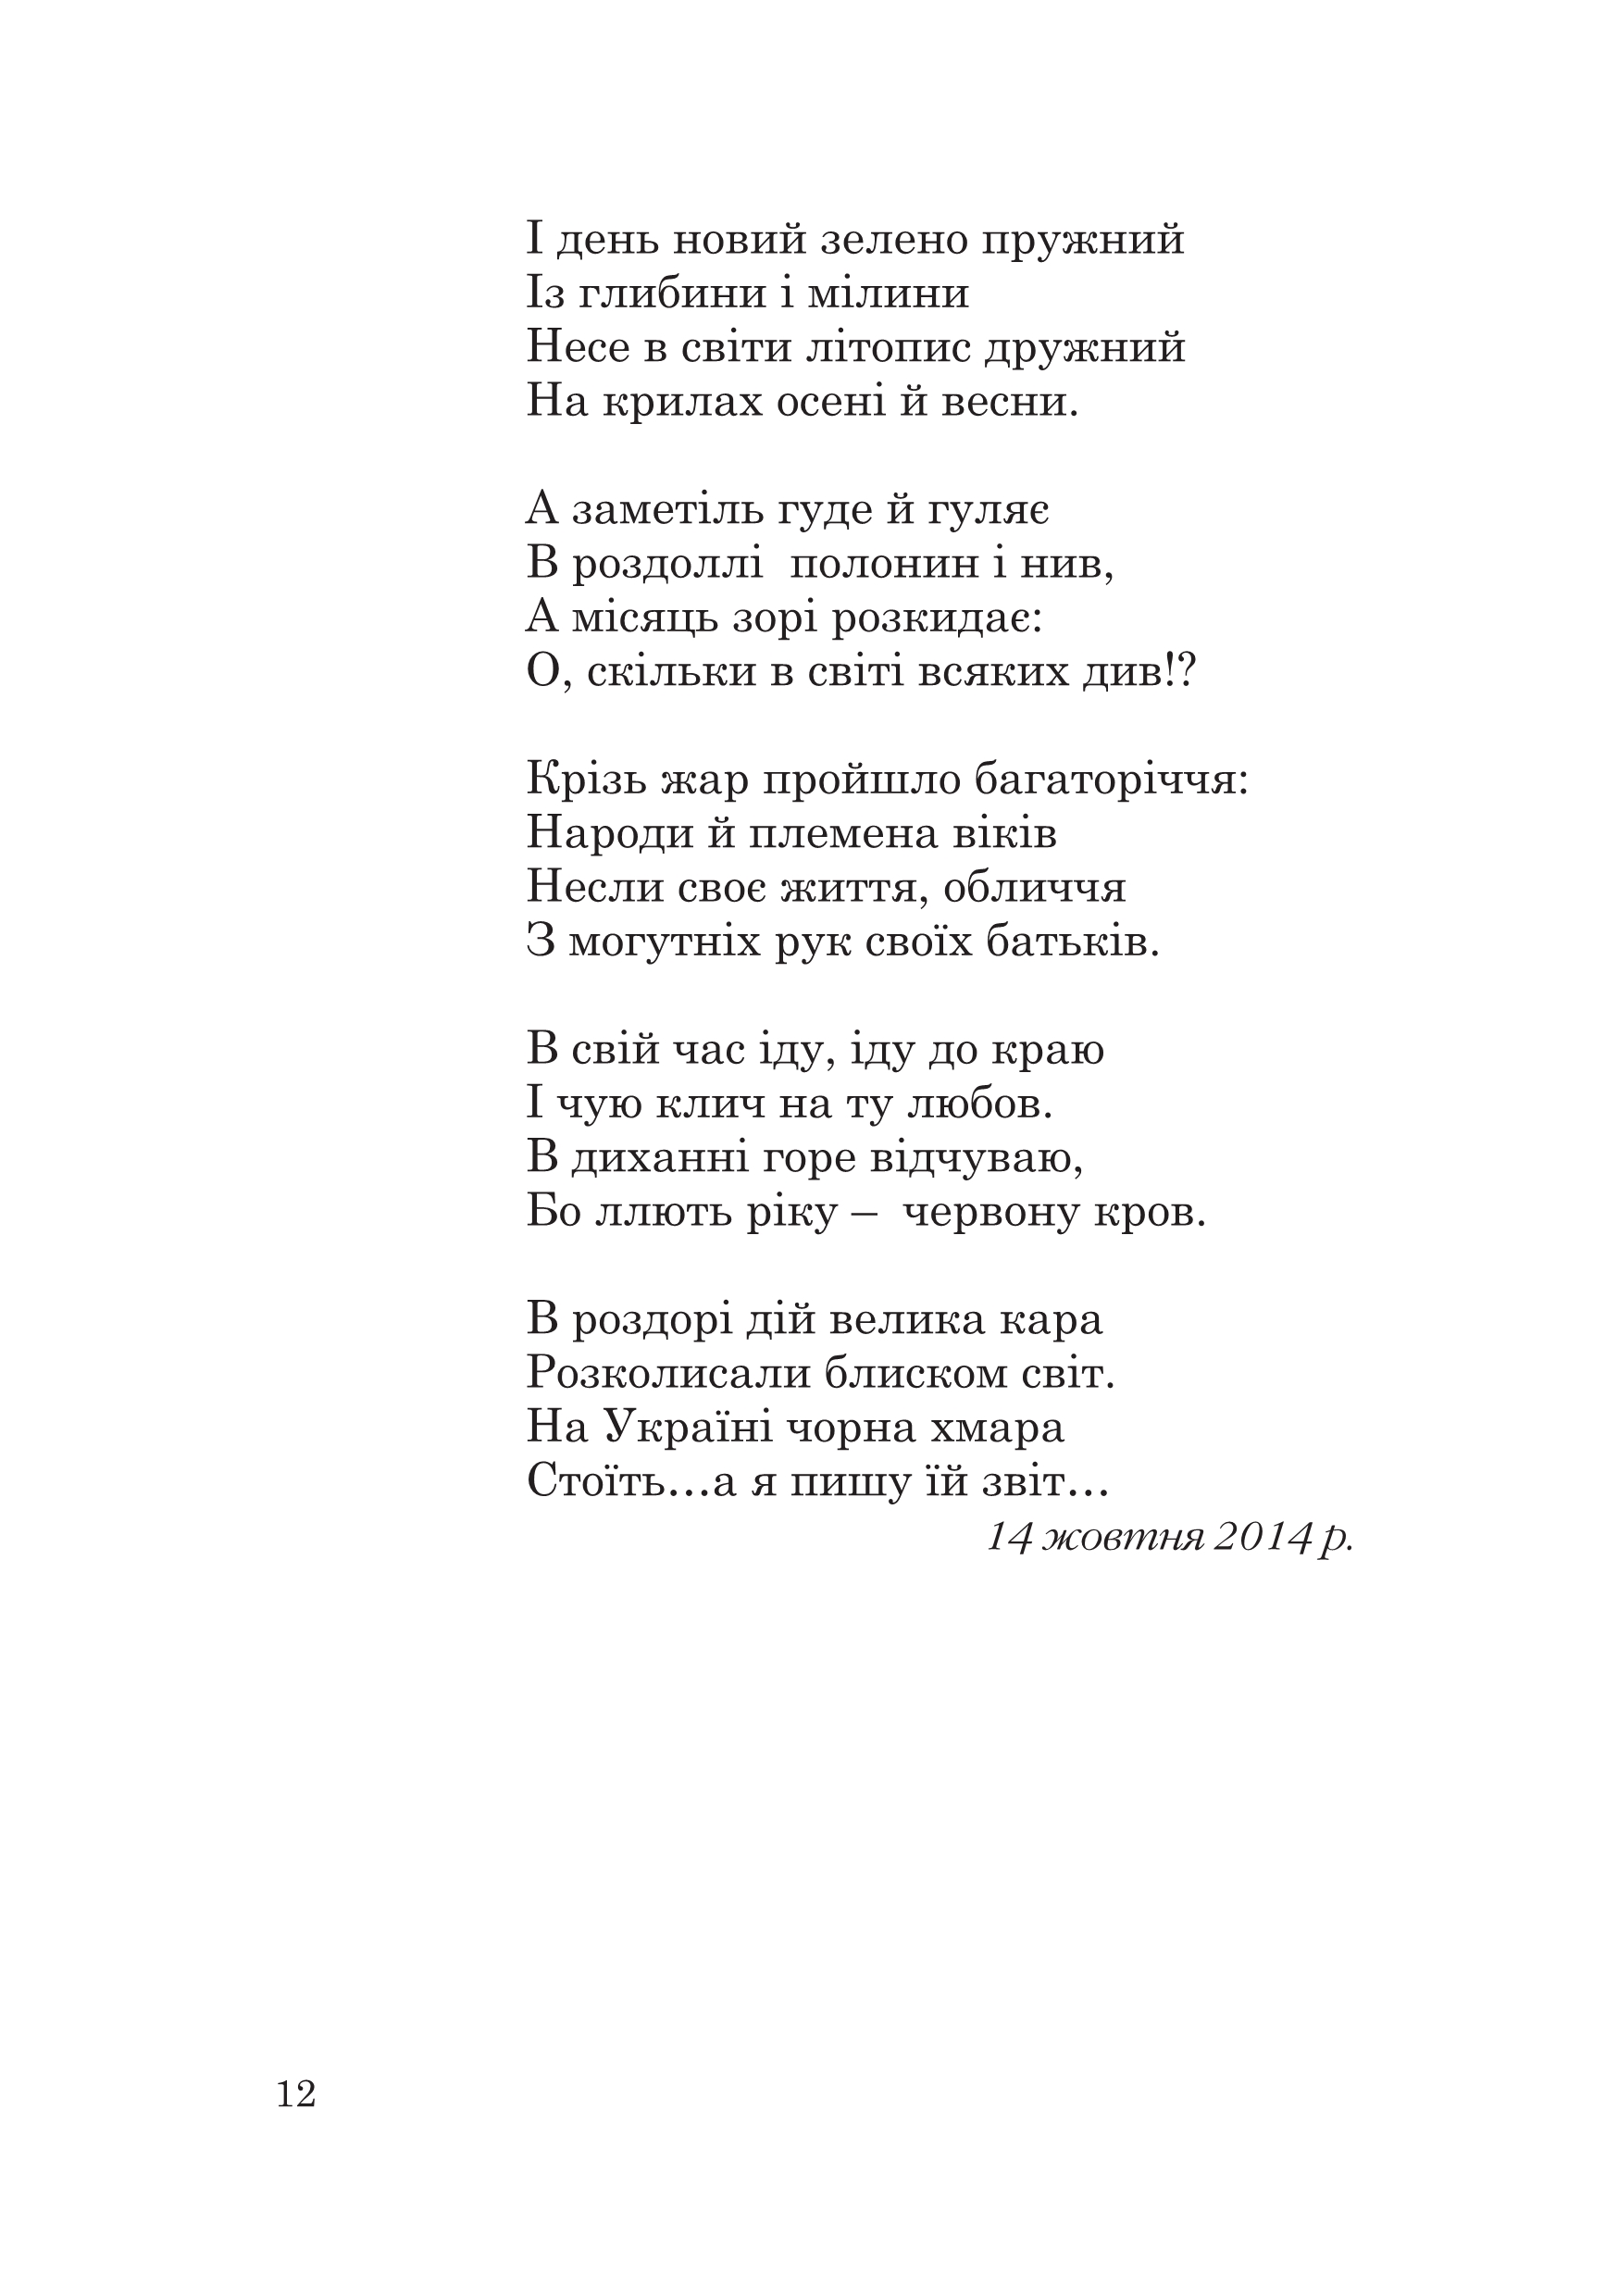 І день новий зелено пружний
Із глибини і мілини
Несе в світи літопис дружний
На крилах осені й весни.

А заметіль гуде й гуляє
В роздоллі  полонин і нив,
А місяць зорі розкидає:
О, скільки в світі всяких див!?

Крізь жар пройшло багаторіччя:
Народи й племена віків
Несли своє життя, обличчя
З могутніх рук своїх батьків.

В свій час іду, іду до краю
І чую клич на ту любов.
В диханні горе відчуваю,
Бо ллють ріку –  червону кров.

В роздорі дій велика кара
Розколисали блиском світ.
На Україні чорна хмара
Стоїть...а я пишу їй звіт...
14 жовтня 2014 р.

12